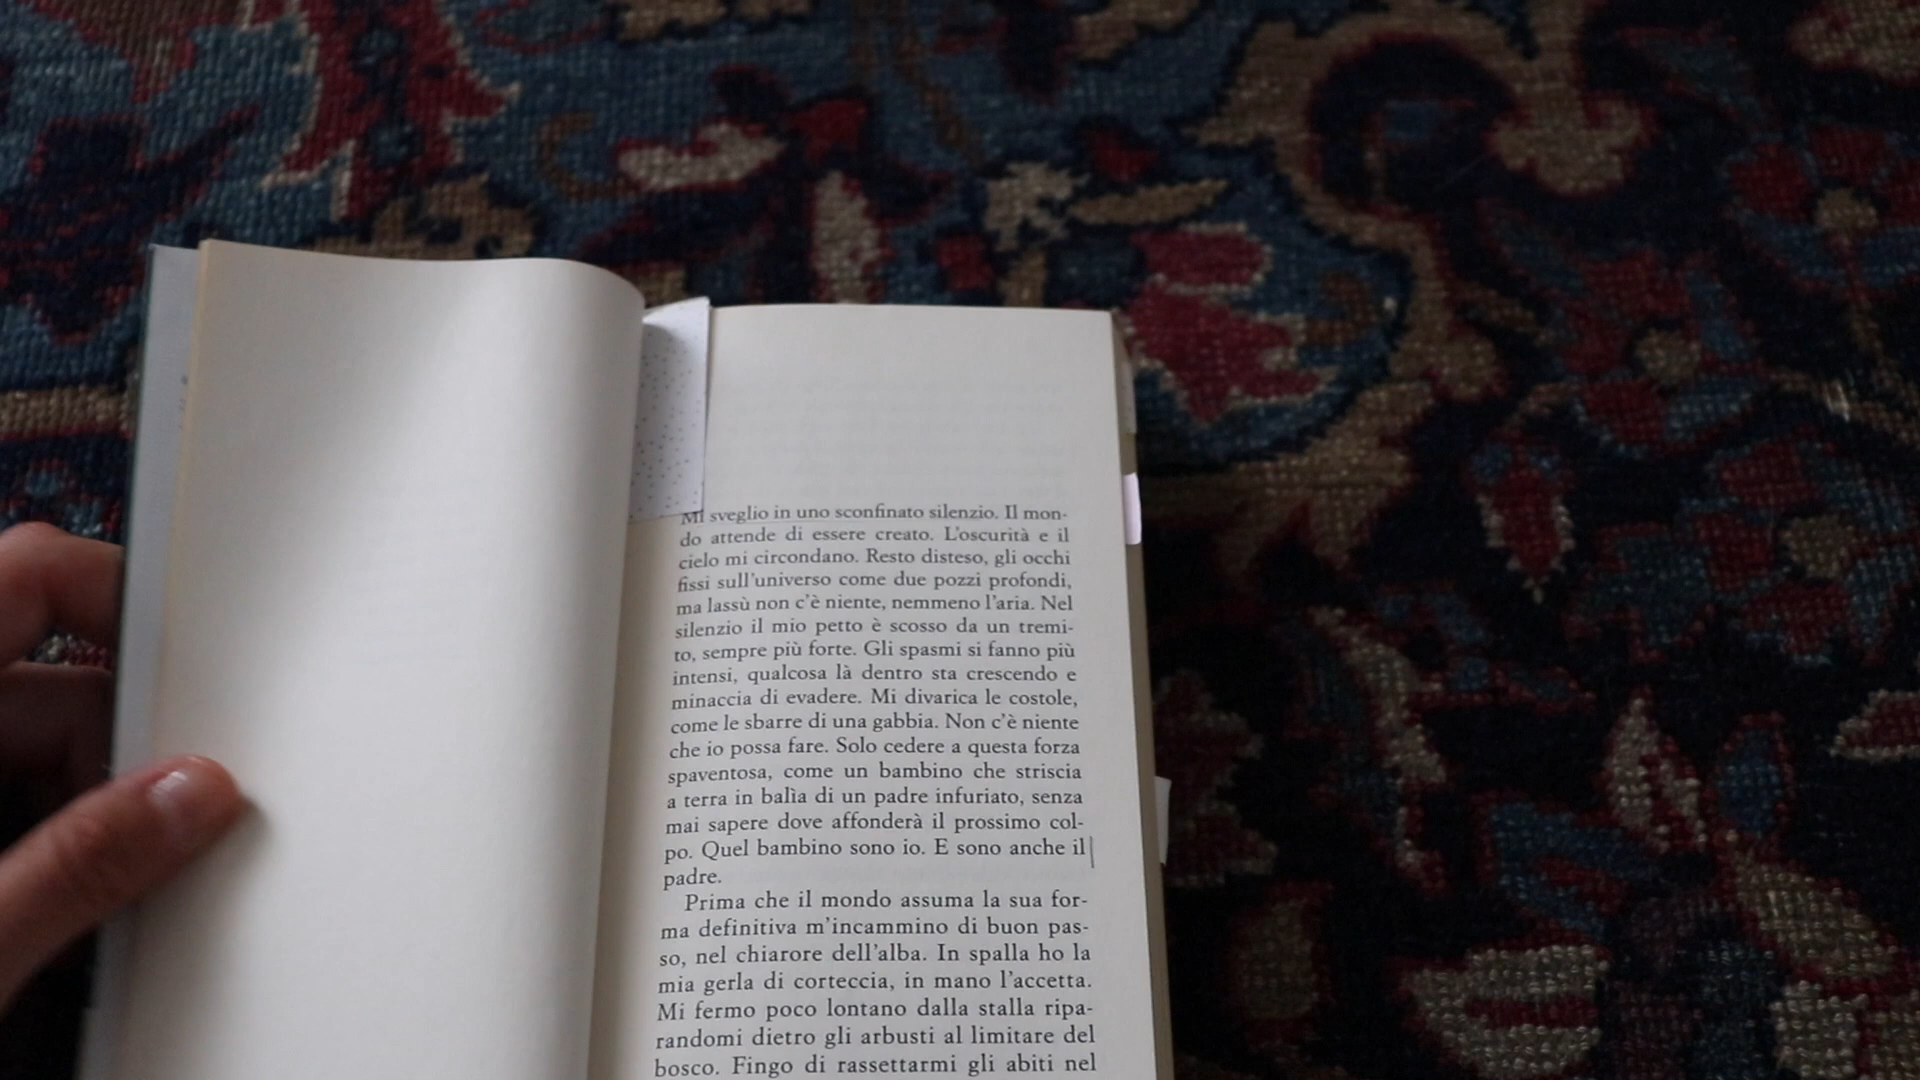 Mi sveglio in uno sconfinato silenzio. Il mon-
do attende di essere creato. L'oscurità e il
cielo mi circondano. Resto disteso, gli occhi
fissi sull'universo come due pozzi profondi,
ma lassù non c'è niente, nemmeno l'aria. Nel
silenzio il mio petto è scosso da un tremi-
to, sempre più forte. Gli spasmi si fanno più
intensi, qualcosa là dentro sta crescendo e
minaccia di evadere. Mi divarica le costole,
come le sbarre di una gabbia. Non c'è niente
che io possa fare. Solo cedere a questa forza
spaventosa, come un bambino che striscia
a terra in balìa di un padre infuriato, senza
mai sapere dove affonderà il prossimo col-
po. Quel bambino sono io. E sono anche il
padre.
Prima che il mondo assuma la sua for-
ma definitiva m'incammino di buon pas-
so, nel chiarore dell'alba. In spalla ho la
mia gerla di corteccia, in mano l'accetta.
Mi fermo poco lontano dalla stalla ripa-
randomi dietro gli arbusti al limitare del
bosco. Fingo di rassettarmi gli abiti nel